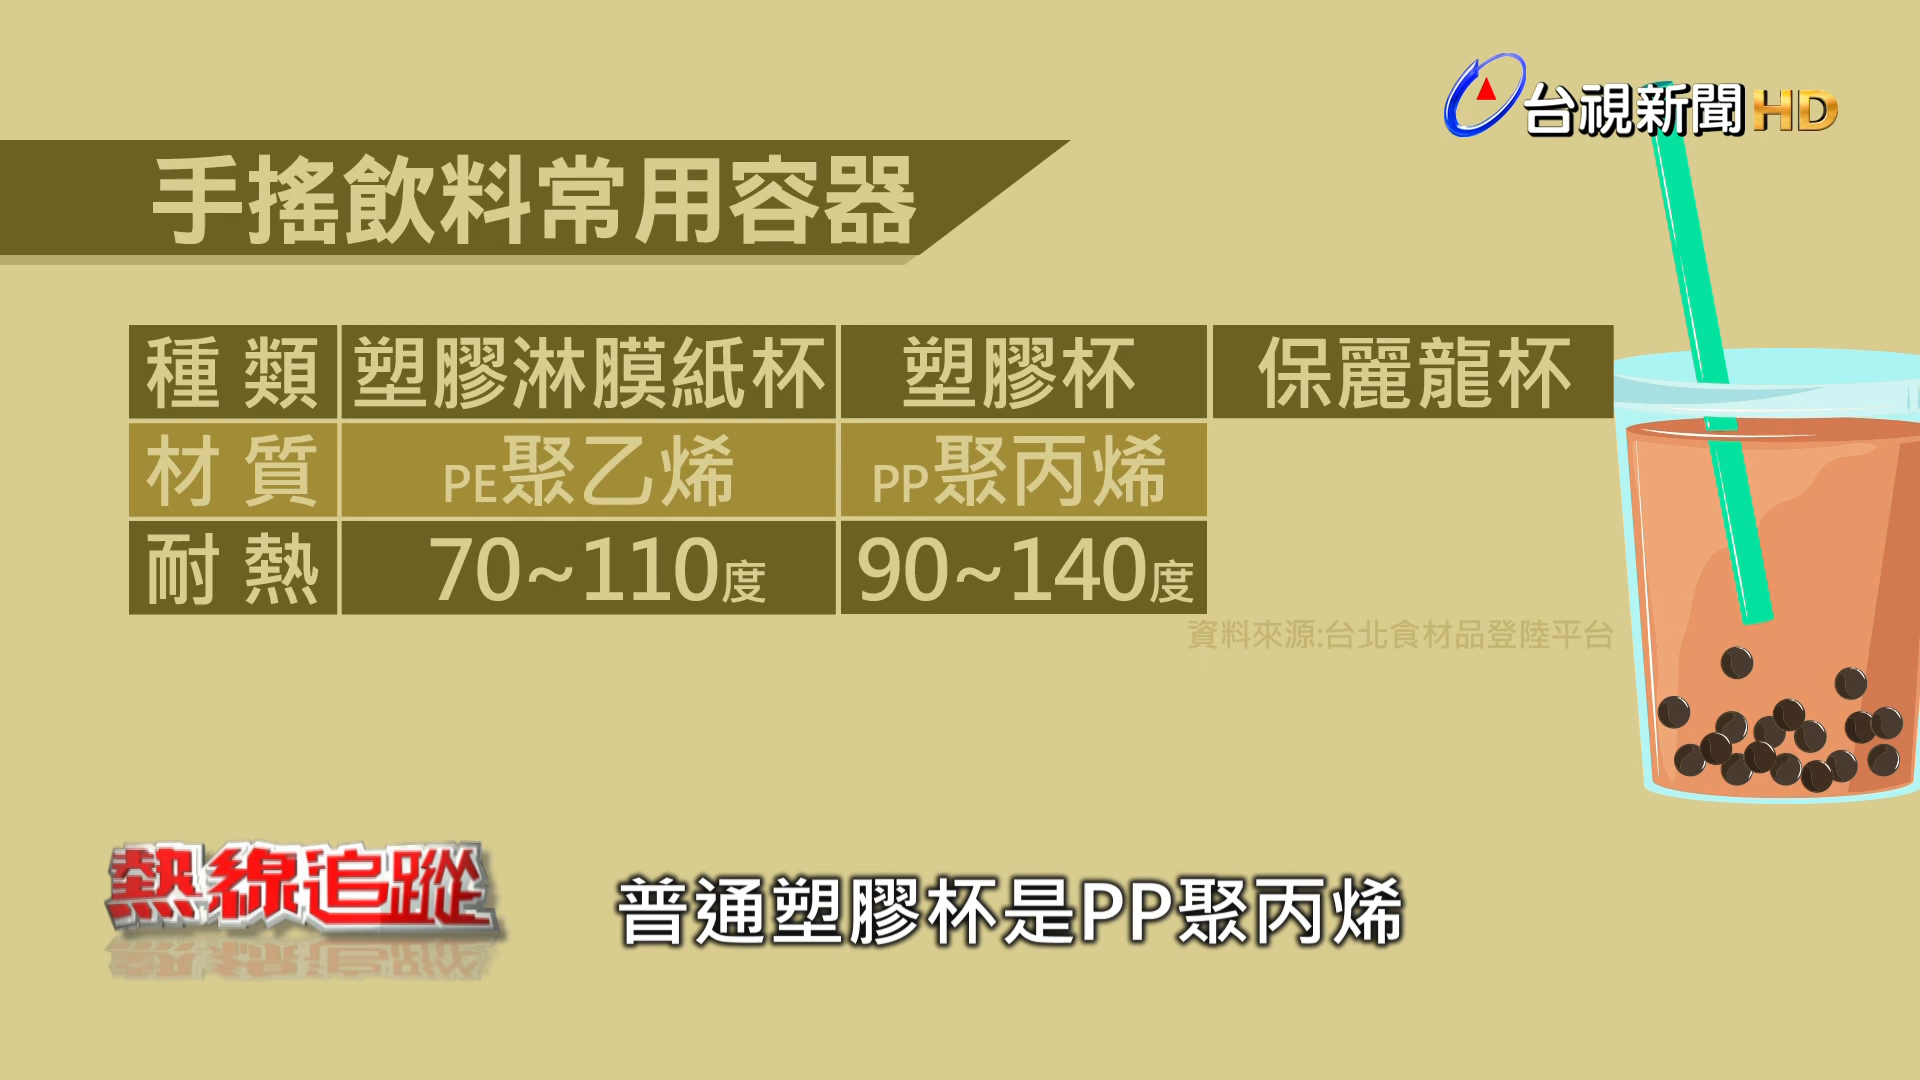 台視新聞HD
手搖飲料常用容器
種類 塑膠淋膜紙杯 塑膠杯 保麗龍杯
材質 PE聚乙烯 PP聚丙烯
耐熱 70~110度 90~140度
資料來源:台北食材品登陸平台
熱線追蹤
普通塑膠杯是PP聚丙烯